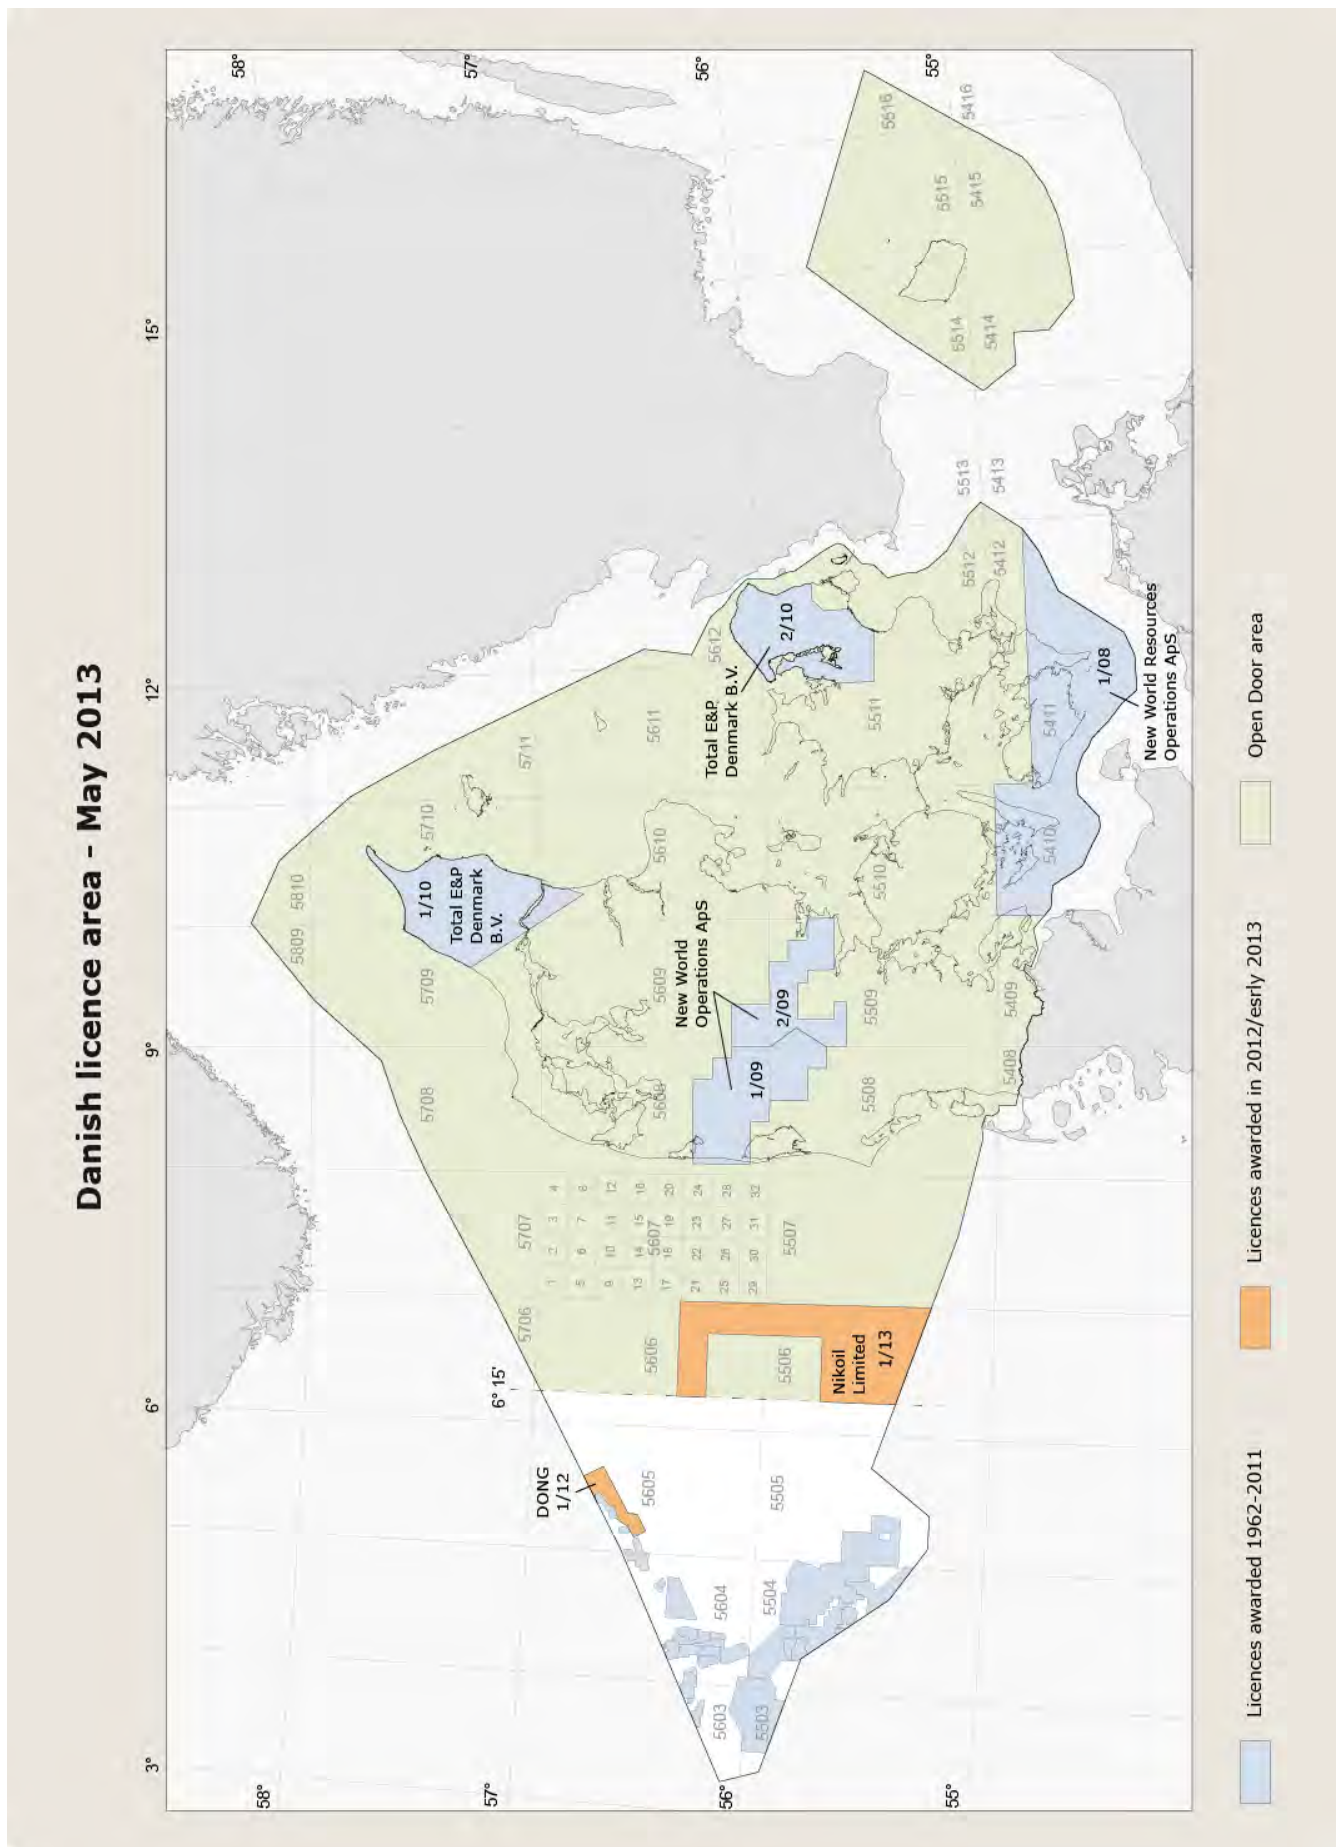 Danish licence area - May 2013
3°
6°
9°
12°
15°
58°
57°
56°
55°
58°
57°
56°
55°
6° 15'
5809
5810
5708
5709
5710
5711
5706
5707
5606
5607
5608
5609
5610
5611
5612
5603
5604
5605
5503
5504
5505
5506
5507
5508
5509
5510
5511
5512
5513
5514
5515
5516
5408
5409
5410
5411
5412
5413
5414
5415
5416
1 2 3 4
5 6 7 8
9 10 11 12
13 14 15 16
17 18 19 20
21 22 23 24
25 26 27 28
29 30 31 32
DONG
1/12
Nikoil
Limited
1/13
1/10
Total E&P
Denmark
B.V.
New World
Operations ApS
1/09
2/09
Total E&P
Denmark B.V.
2/10
1/08
New World Resources
Operations ApS
Licences awarded 1962-2011
Licences awarded in 2012/esrly 2013
Open Door area